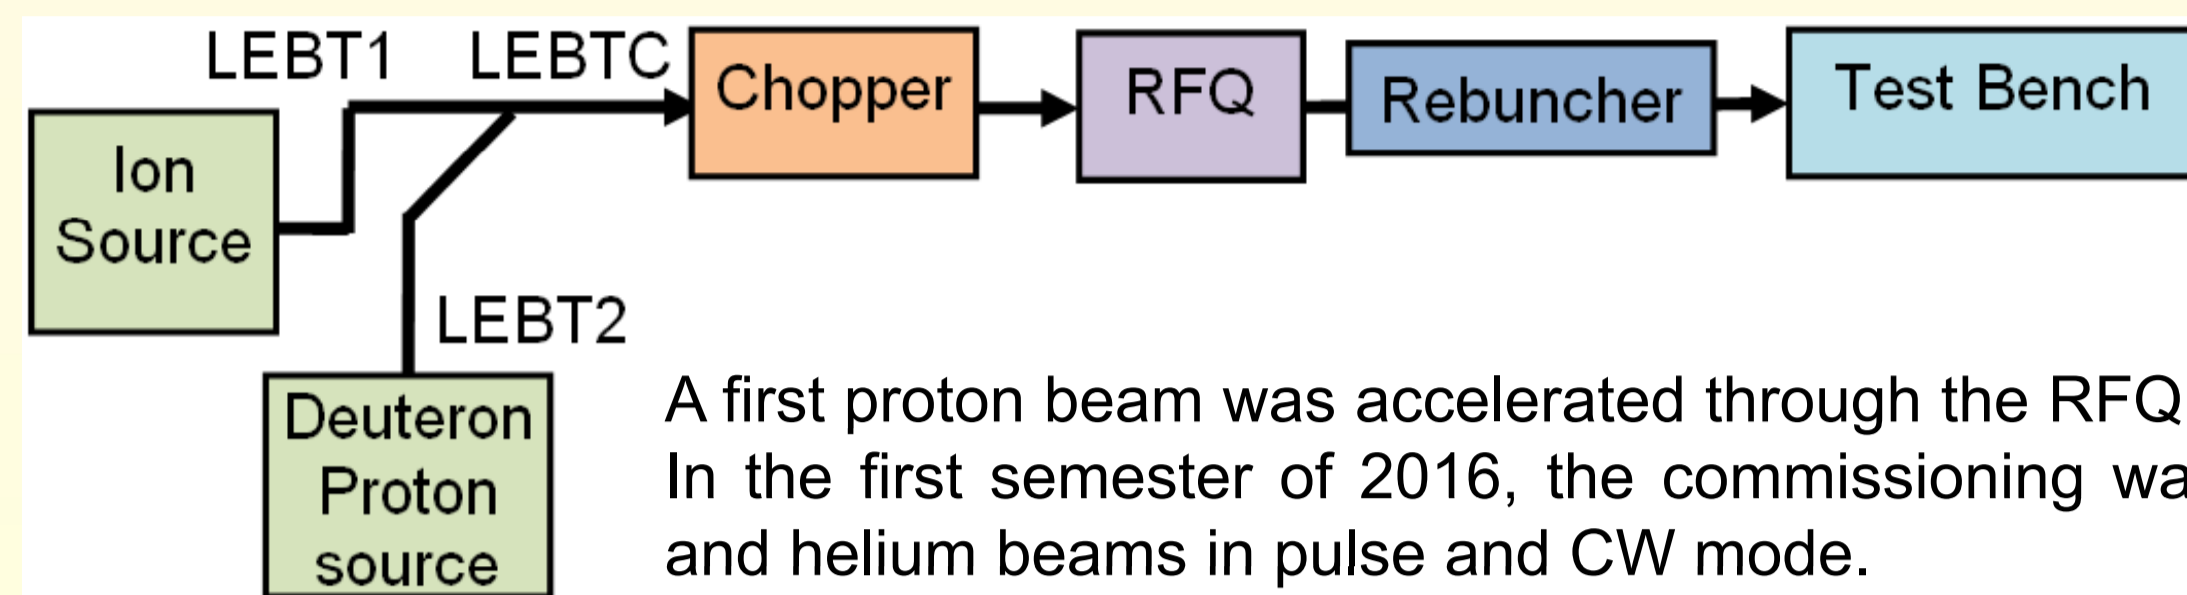 LEBT1
LEBTC
Chopper
RFQ
Rebuncher
Test Bench
Ion
Source
LEBT2
Deuteron
Proton
source
A first proton beam was accelerated through the RFQ
In the first semester of 2016, the commissioning
and helium beams in pulse and CW mode.